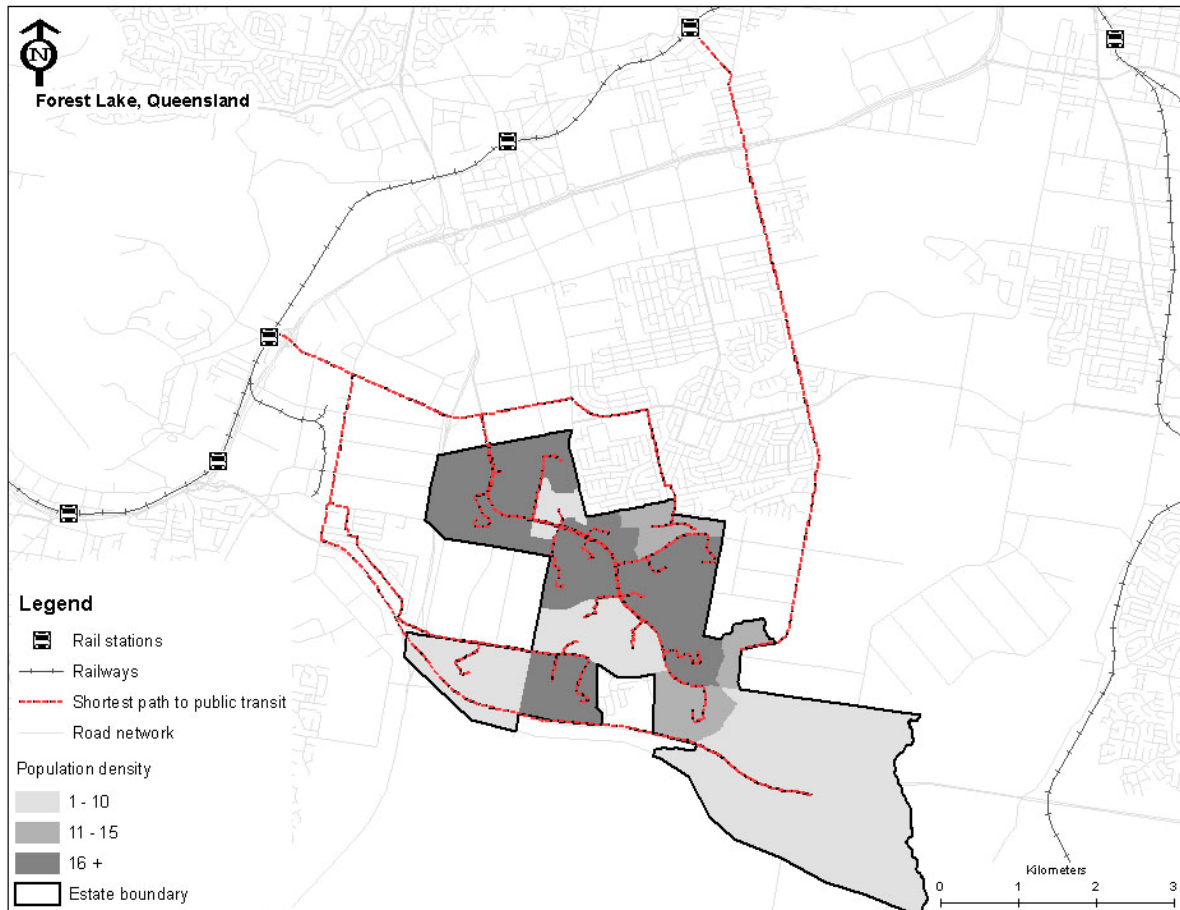 N
Forest Lake, Queensland
Legend
Rail stations
Railways
Shortest path to public transit
Road network
Population density
1 - 10
11 - 15
16 +
Estate boundary
Kilometers
0 1 2 3